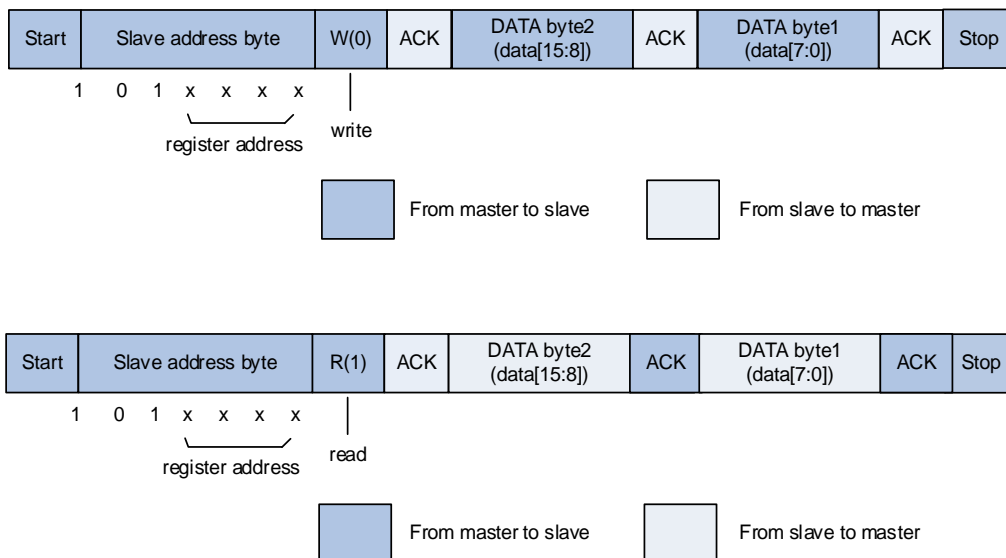 Start Slave address byte W(0) ACK DATA byte2 (data[15:8]) ACK DATA byte1 (data[7:0]) ACK Stop
1 0 1 x x x x
register address
write
From master to slave From slave to master
Start Slave address byte R(1) ACK DATA byte2 (data[15:8]) ACK DATA byte1 (data[7:0]) ACK Stop
1 0 1 x x x x
register address
read
From master to slave From slave to master